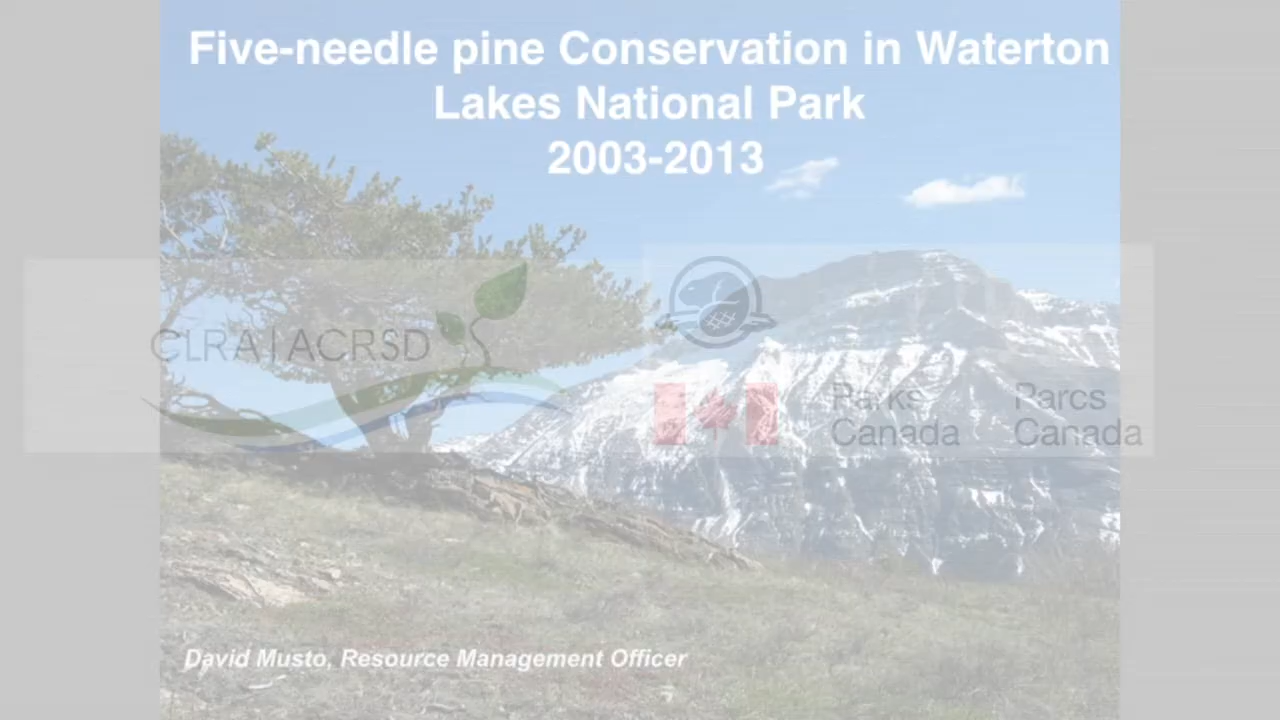 Five-needle pine Conservation in Waterton
Lakes National Park
2003-2013
CLRA|ACRSD
Parks
Canada
Parcs
Canada
David Musto, Resource Management Officer